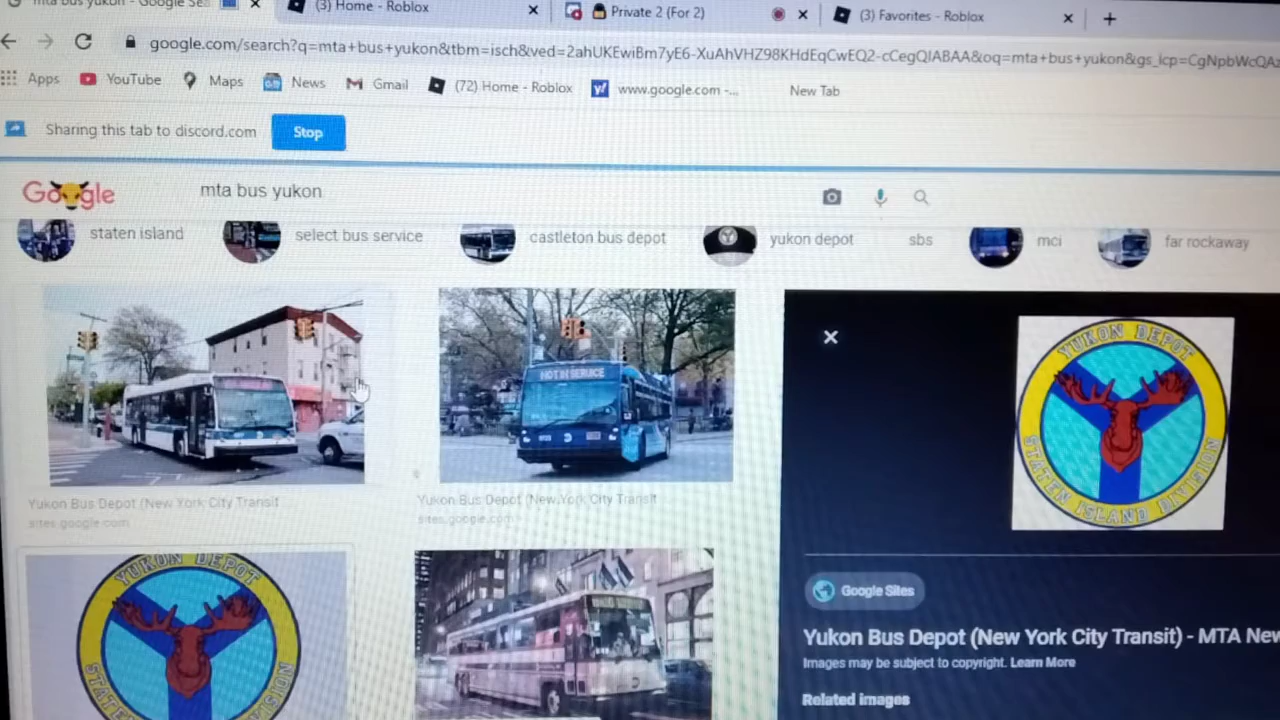 (3) Home - Roblox
Private 2 (For 2)
(3) Favorites - Roblox
google.com/search?q=mta+bus+yukon&tbm=isch&ved=2ahUKEwiBm7yE6-XuAhVHZ98KHdEqCwEQ2-cCegQIABAA&oq=mta+bus+yukon&gs_lcp=CgNpbWcQAz
Apps
YouTube
Maps
News
Gmail
(72) Home - Roblox
www.google.com -...
New Tab
Sharing this tab to discord.com
Stop
Google
mta bus yukon
staten island
select bus service
castleton bus depot
yukon depot
sbs
mci
far rockaway
NOT IN SERVICE
YUKON DEPOT
STATEN ISLAND DIVISION
Yukon Bus Depot (New York City Transit
sites.google.com
Yukon Bus Depot (New York City Transit
sites.google.com
YUKON DEPOT
Google Sites
Yukon Bus Depot (New York City Transit) - MTA New
Images may be subject to copyright. Learn More
Related images